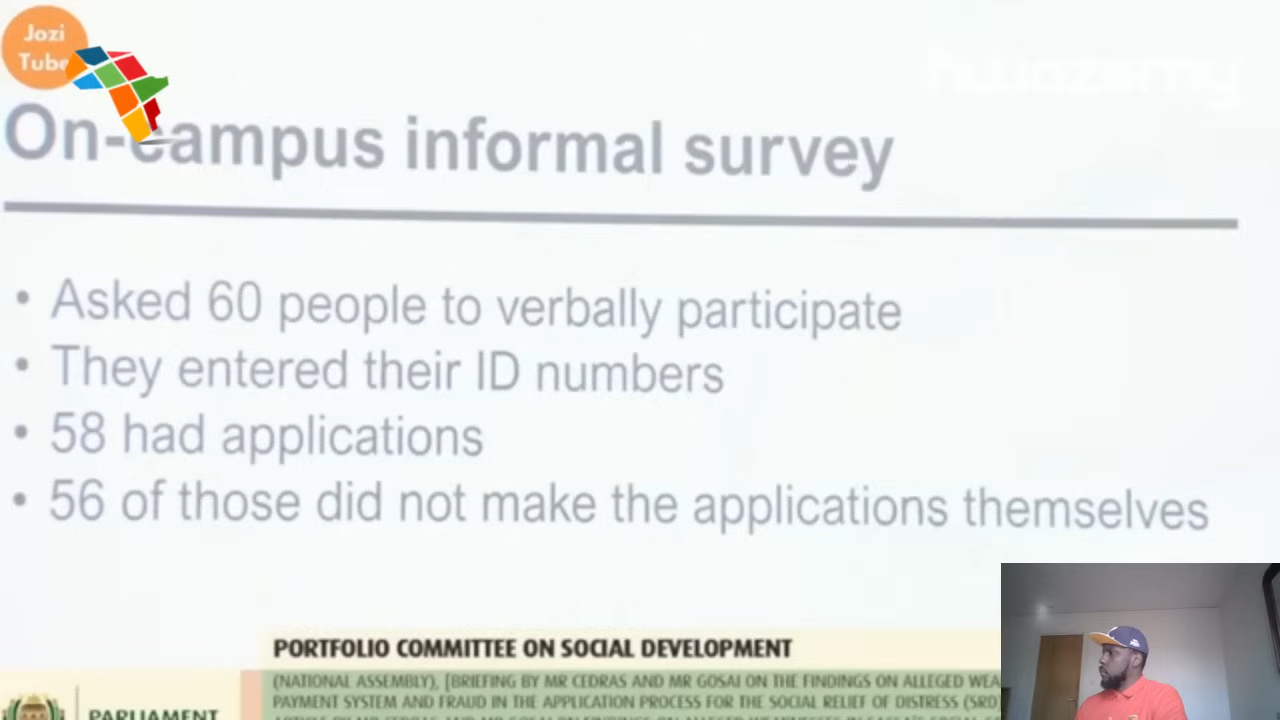 Jozi
Tube
hwazemy
On-campus informal survey
• Asked 60 people to verbally participate
• They entered their ID numbers
• 58 had applications
• 56 of those did not make the applications themselves
PORTFOLIO COMMITTEE ON SOCIAL DEVELOPMENT
(NATIONAL ASSEMBLY), [BRIEFING BY MR CEDRAS AND MR GOSAI ON THE FINDINGS ON ALLEGED WEA
PAYMENT SYSTEM AND FRAUD IN THE APPLICATION PROCESS FOR THE SOCIAL RELIEF OF DISTRESS (SRD
PARLIAMENT